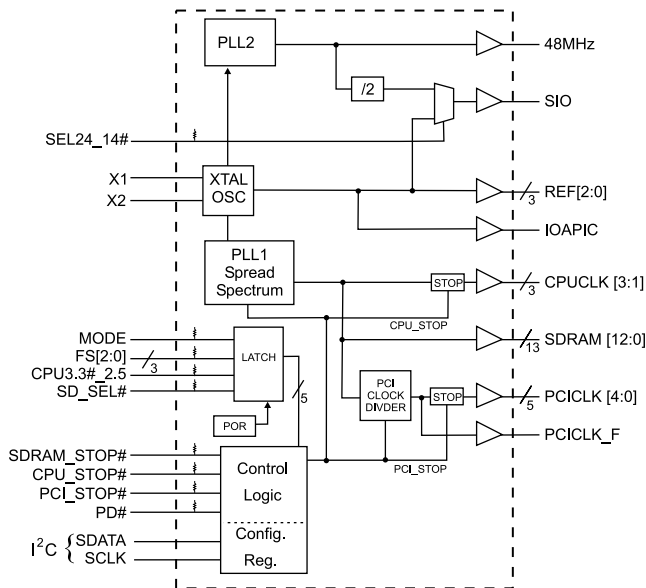 PLL2
48MHz
/2
SIO
SEL24_14#
X1
X2
XTAL
OSC
REF[2:0]
3
IOAPIC
PLL1
Spread
Spectrum
STOP
CPUCLK [3:1]
3
CPU_STOP
MODE
FS[2:0]
3
CPU3.3#_2.5
SD_SEL#
LATCH
5
SDRAM [12:0]
13
PCI
CLOCK
DIVDER
STOP
PCICLK [4:0]
5
POR
PCICLK_F
PCI_STOP
SDRAM_STOP#
CPU_STOP#
PCI_STOP#
PD#
Control
Logic
I²C { SDATA
SCLK
Config.
Reg.